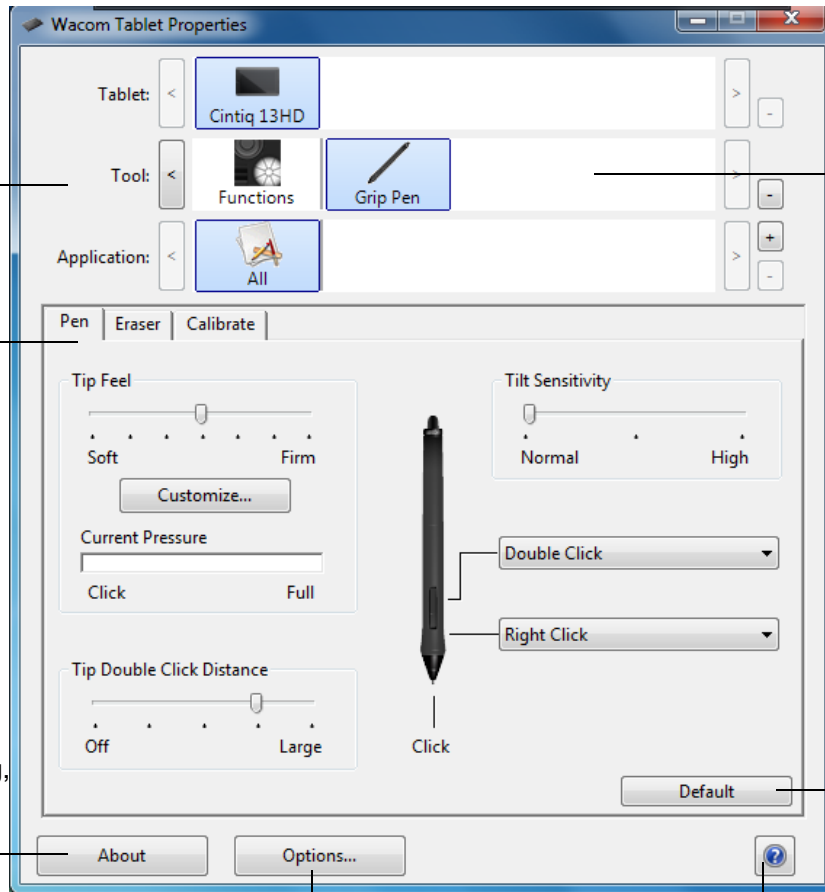 Wacom Tablet Properties
Tablet: < Cintiq 13HD > -
Tool: < Functions Grip Pen > -
Application: < All > + -
Pen Eraser Calibrate
Tip Feel
Soft Firm
Customize...
Current Pressure
Click Full
Tip Double Click Distance
Off Large
Tilt Sensitivity
Normal High
Double Click
Right Click
Click
Default
About Options... ?